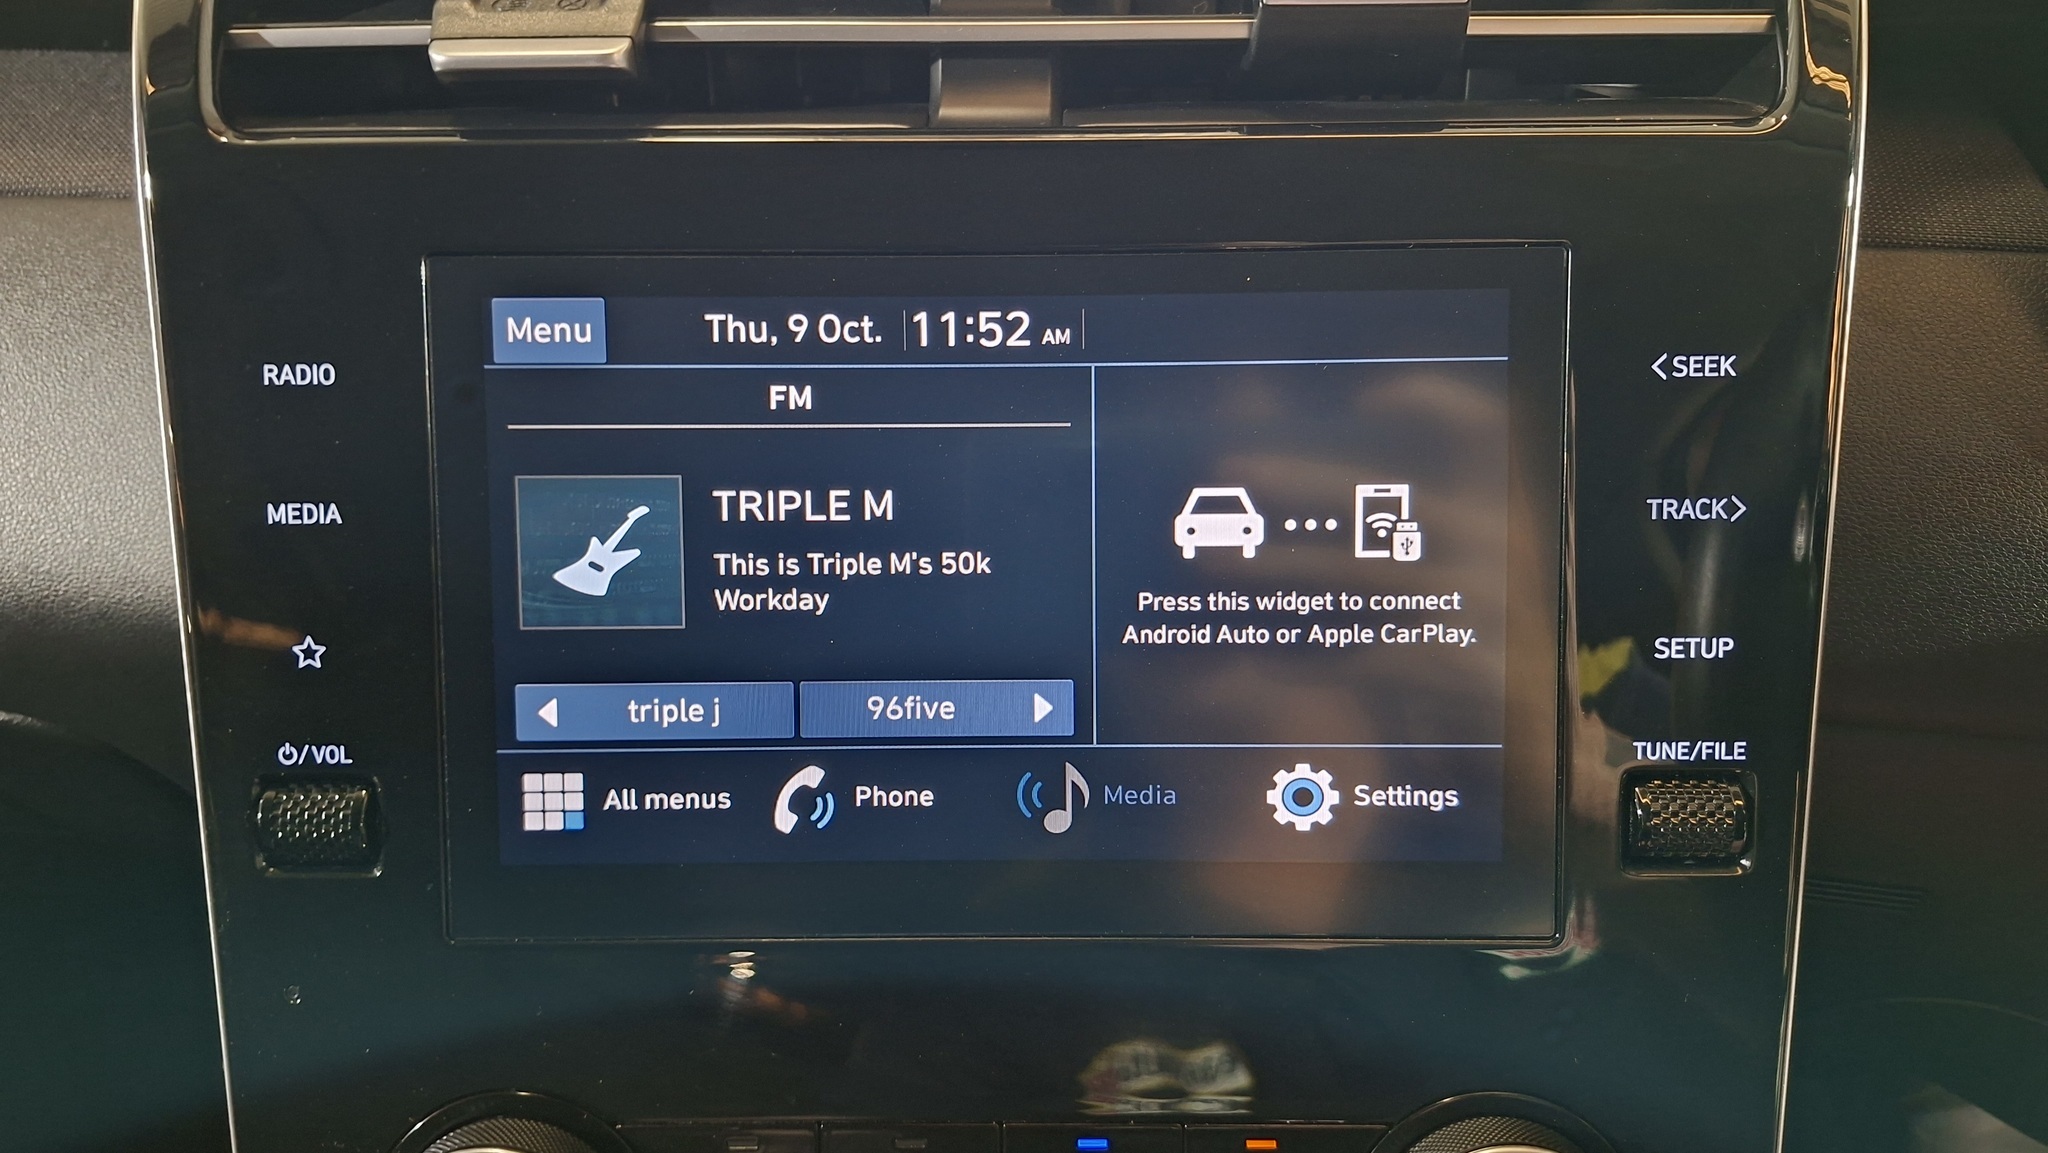 Menu
Thu, 9 Oct.
11:52 AM
RADIO
MEDIA
/VOL
FM
TRIPLE M
This is Triple M's 50k
Workday
triple j
96five
Press this widget to connect
Android Auto or Apple CarPlay.
All menus
Phone
Media
Settings
<SEEK
TRACK>
SETUP
TUNE/FILE